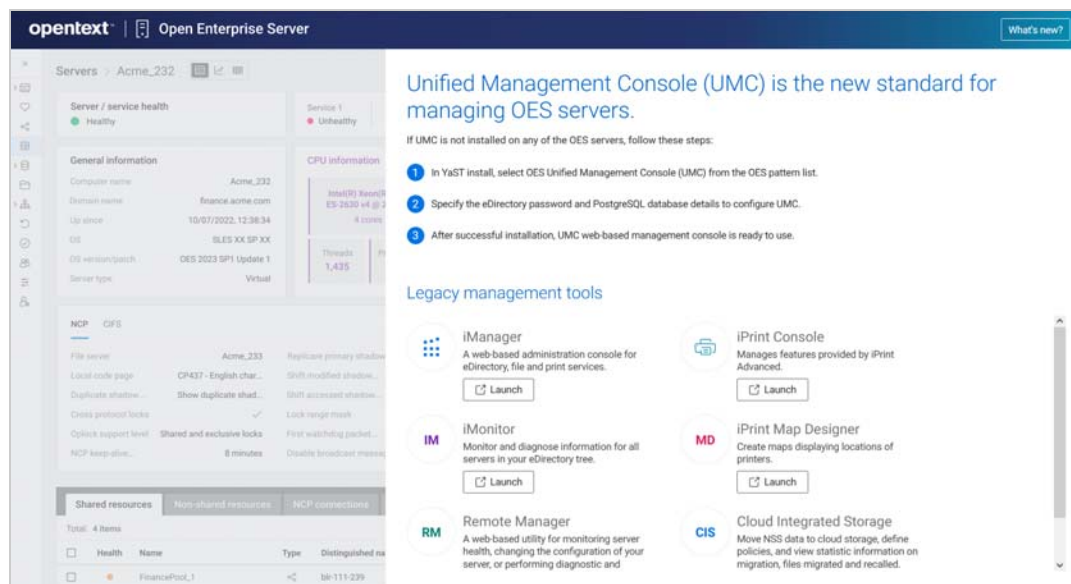 opentext™ | Open Enterprise Server
What's new?
Servers > Acme_232
Server / service health
Healthy
Service 1
Unhealthy
General information
Computer name Acme_232
Domain name finance.acme.com
Up since 10/07/2022, 12:38:34
OS SLES XX SP XX
OS version/patch OES 2023 SP1 Update 1
Server type Virtual
CPU Information
Intel(R) Xeon(R
E5-2630 v4 @ 2
4 cores
Threads
1,435
NCP CIFS
File server Acme_233 Replicate primary shadow
Local code page CP437 - English char... Shift modified shadow...
Duplicate shadow... Show duplicate shad... Shift accessed shadow...
Cross protocol locks Lock range mask
Oplock support level Shared and exclusive locks First watchdog packet...
NCP keep-alive... 8 minutes Disable broadcast messag
Shared resources Non-shared resources NCP connections
Total: 4 items
Health Name Type Distinguished na
FinancePool_1 blr-111-239
Unified Management Console (UMC) is the new standard for
managing OES servers.
If UMC is not installed on any of the OES servers, follow these steps:
1 In YaST install, select OES Unified Management Console (UMC) from the OES pattern list.
2 Specify the eDirectory password and PostgreSQL database details to configure UMC.
3 After successful installation, UMC web-based management console is ready to use.
Legacy management tools
iManager
A web-based administration console for
eDirectory, file and print services.
Launch
iPrint Console
Manages features provided by iPrint
Advanced.
Launch
IM
iMonitor
Monitor and diagnose information for all
servers in your eDirectory tree.
Launch
MD
iPrint Map Designer
Create maps displaying locations of
printers.
Launch
RM
Remote Manager
A web-based utility for monitoring server
health, changing the configuration of your
server, or performing diagnostic and
CIS
Cloud Integrated Storage
Move NSS data to cloud storage, define
policies, and view statistic information on
migration, files migrated and recalled.